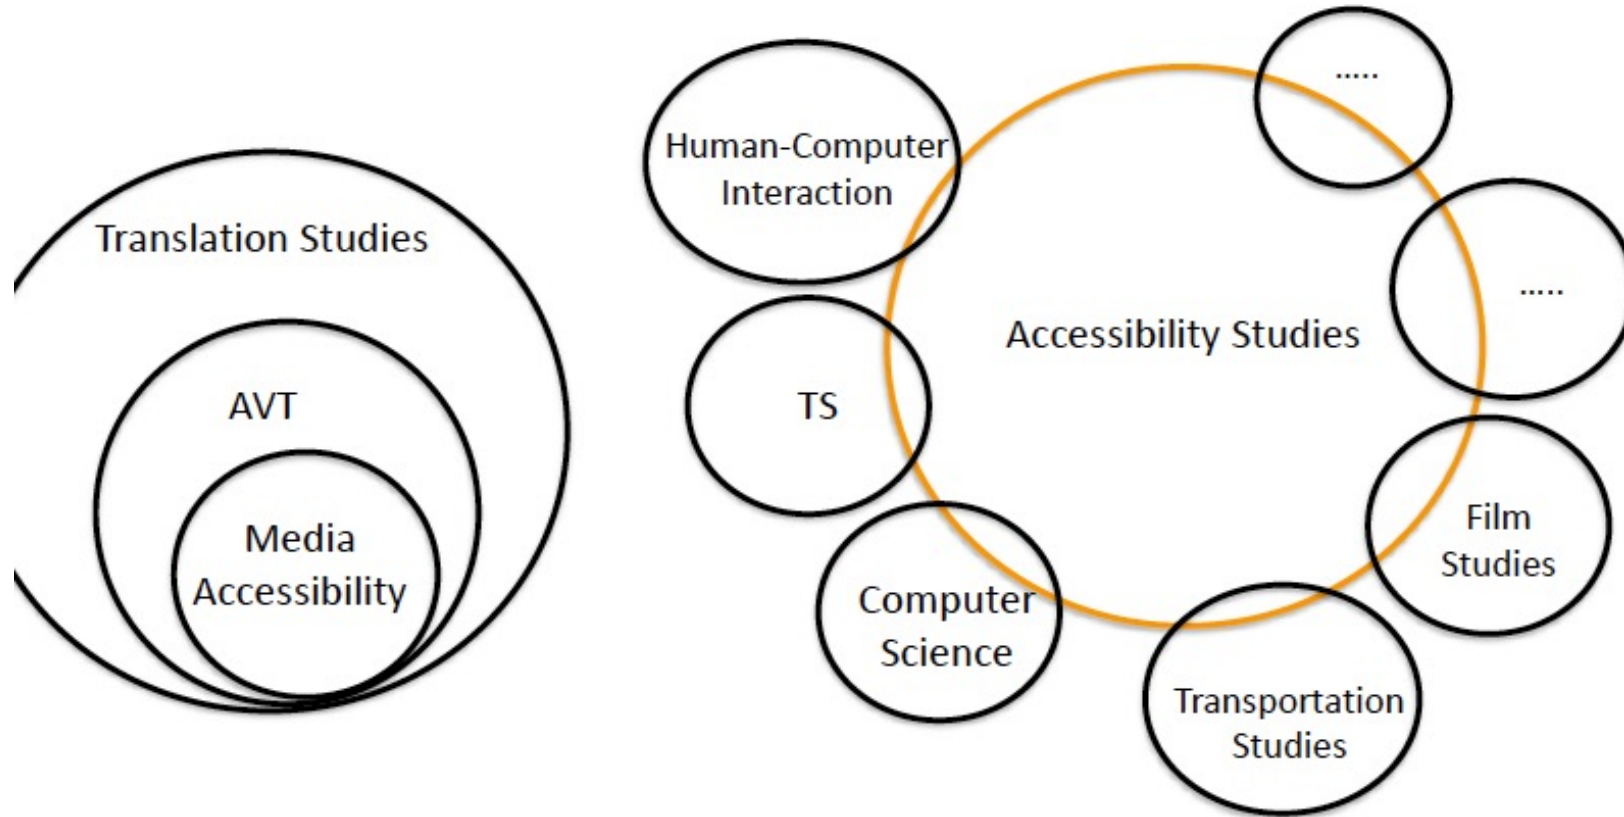 Translation Studies
AVT
Media
Accessibility
Human-Computer
Interaction
TS
Computer
Science
Accessibility Studies
.....
.....
Film
Studies
Transportation
Studies